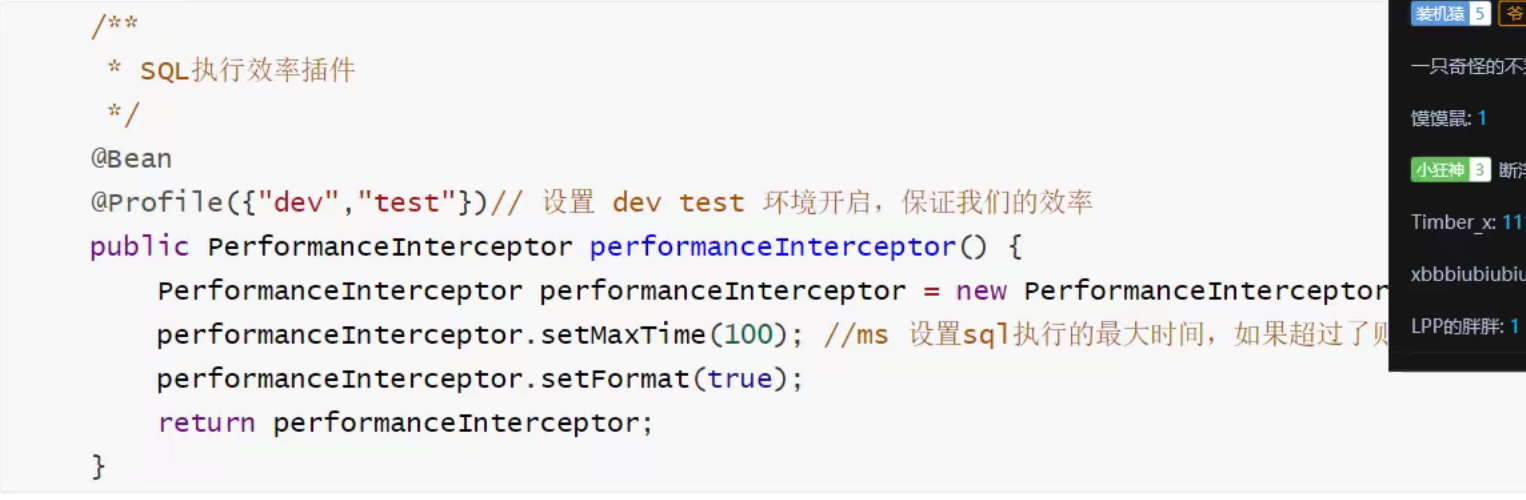 /**
* SQL执行效率插件
*/
@Bean
@Profile({"dev","test"})// 设置 dev test 环境开启，保证我们的效率
public PerformanceInterceptor performanceInterceptor() {
PerformanceInterceptor performanceInterceptor = new PerformanceInterceptor
performanceInterceptor.setMaxTime(100); //ms 设置sql执行的最大时间，如果超过了则
performanceInterceptor.setFormat(true);
return performanceInterceptor;
}
装机猿 5 爷
一只奇怪的不
馍馍鼠: 1
小狂神 3 断浮
Timber_x: 11
xbbbiubiubiu
LPP的胖胖: 1